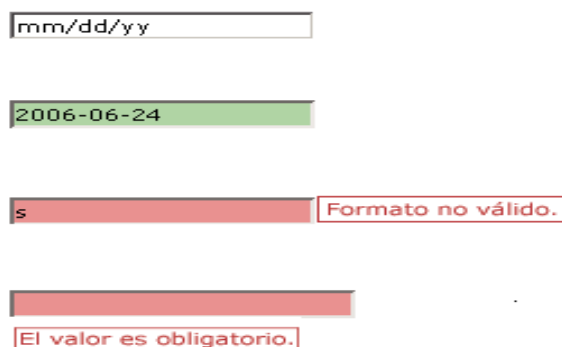 mm/dd/yy
2006-06-24
s
Formato no válido.
El valor es obligatorio.